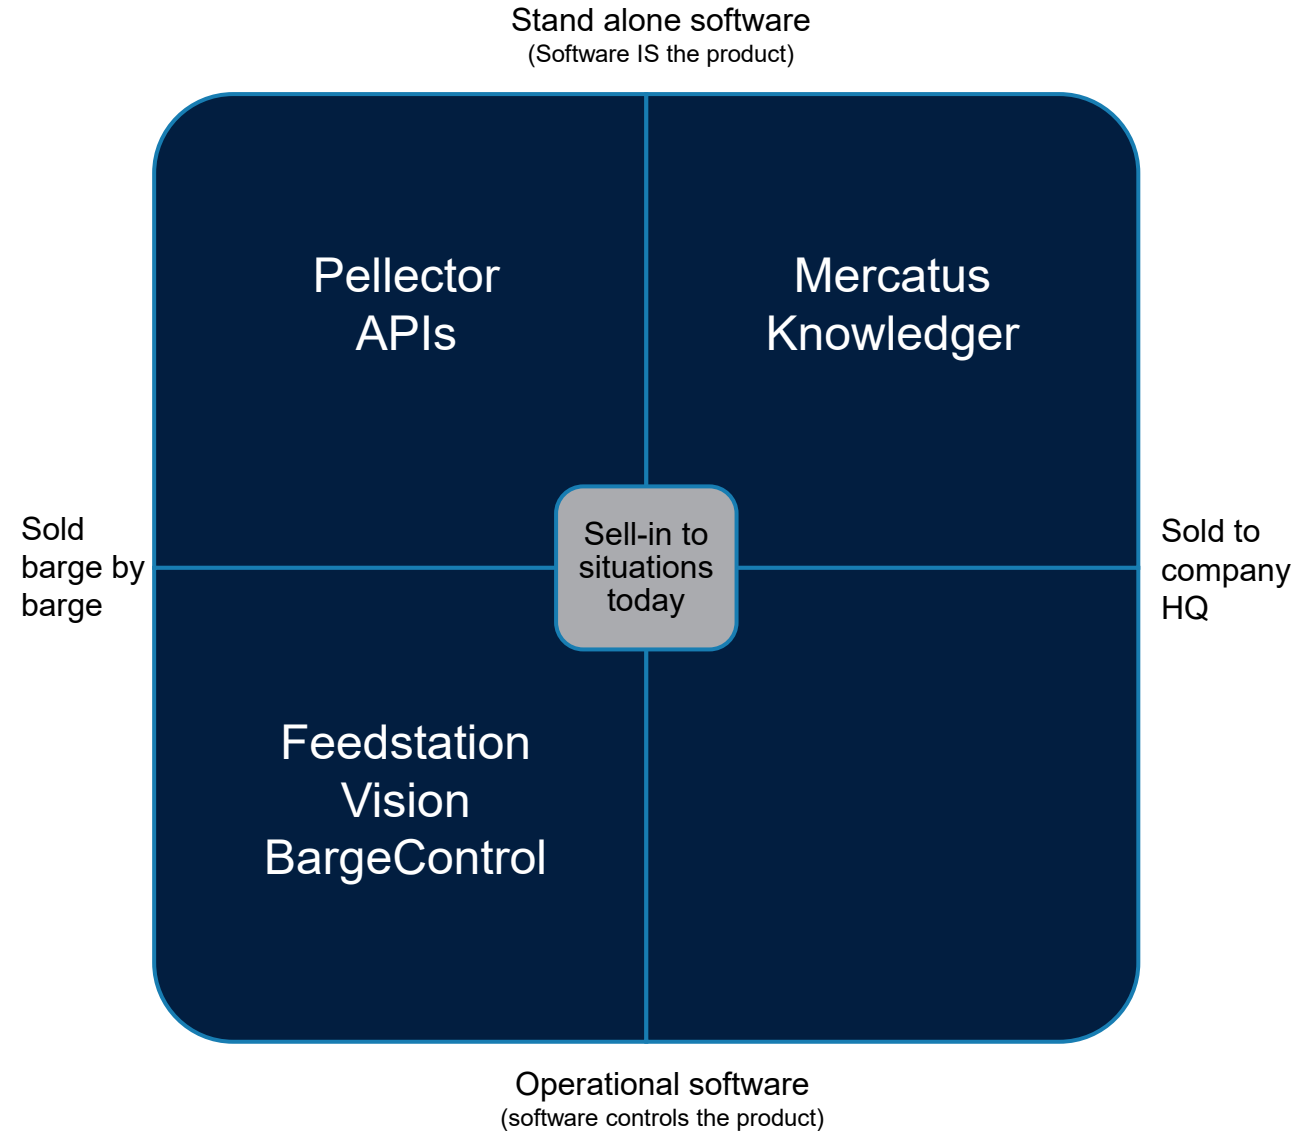 Stand alone software
(Software IS the product)
Pellector
APIs
Mercatus
Knowledger
Sold
barge by
barge
Sell-in to
situations
today
Sold to
company
HQ
Feedstation
Vision
BargeControl
Operational software
(software controls the product)